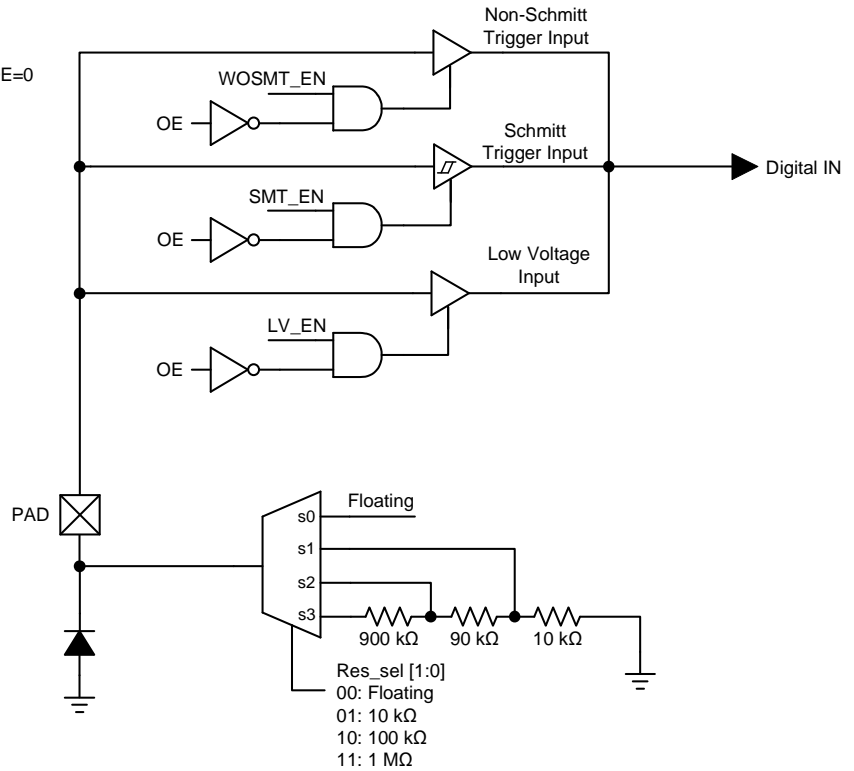 Non-Schmitt
Trigger Input
E=0
WOSMT_EN
OE
Schmitt
Trigger Input
Digital IN
SMT_EN
OE
Low Voltage
Input
LV_EN
OE
PAD
Floating
s0
s1
s2
s3
900 kΩ
90 kΩ
10 kΩ
Res_sel [1:0]
00: Floating
01: 10 kΩ
10: 100 kΩ
11: 1 MΩ